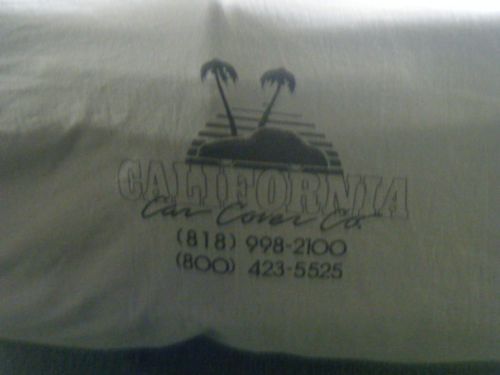 CALIFORNIA
Car Cover Co.
(818) 998-2100
(800) 423-5525